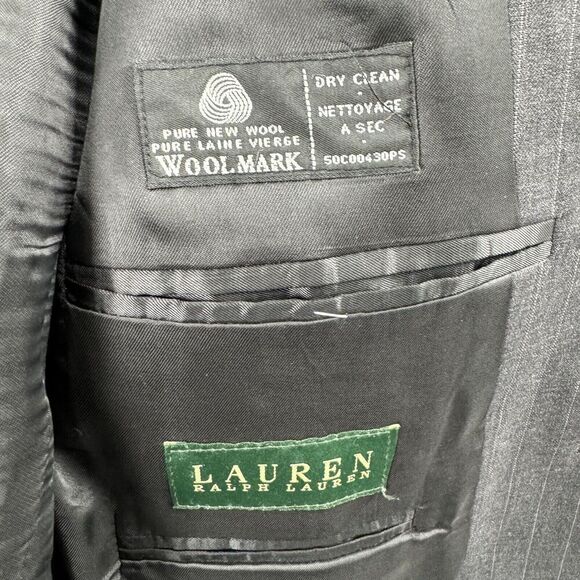 PURE NEW WOOL
PURE LAINE VIERGE
WOOLMARK
DRY CLEAN
NETTOYAGE
A SEC
50C00430PS
LAUREN
RALPH LAUREN